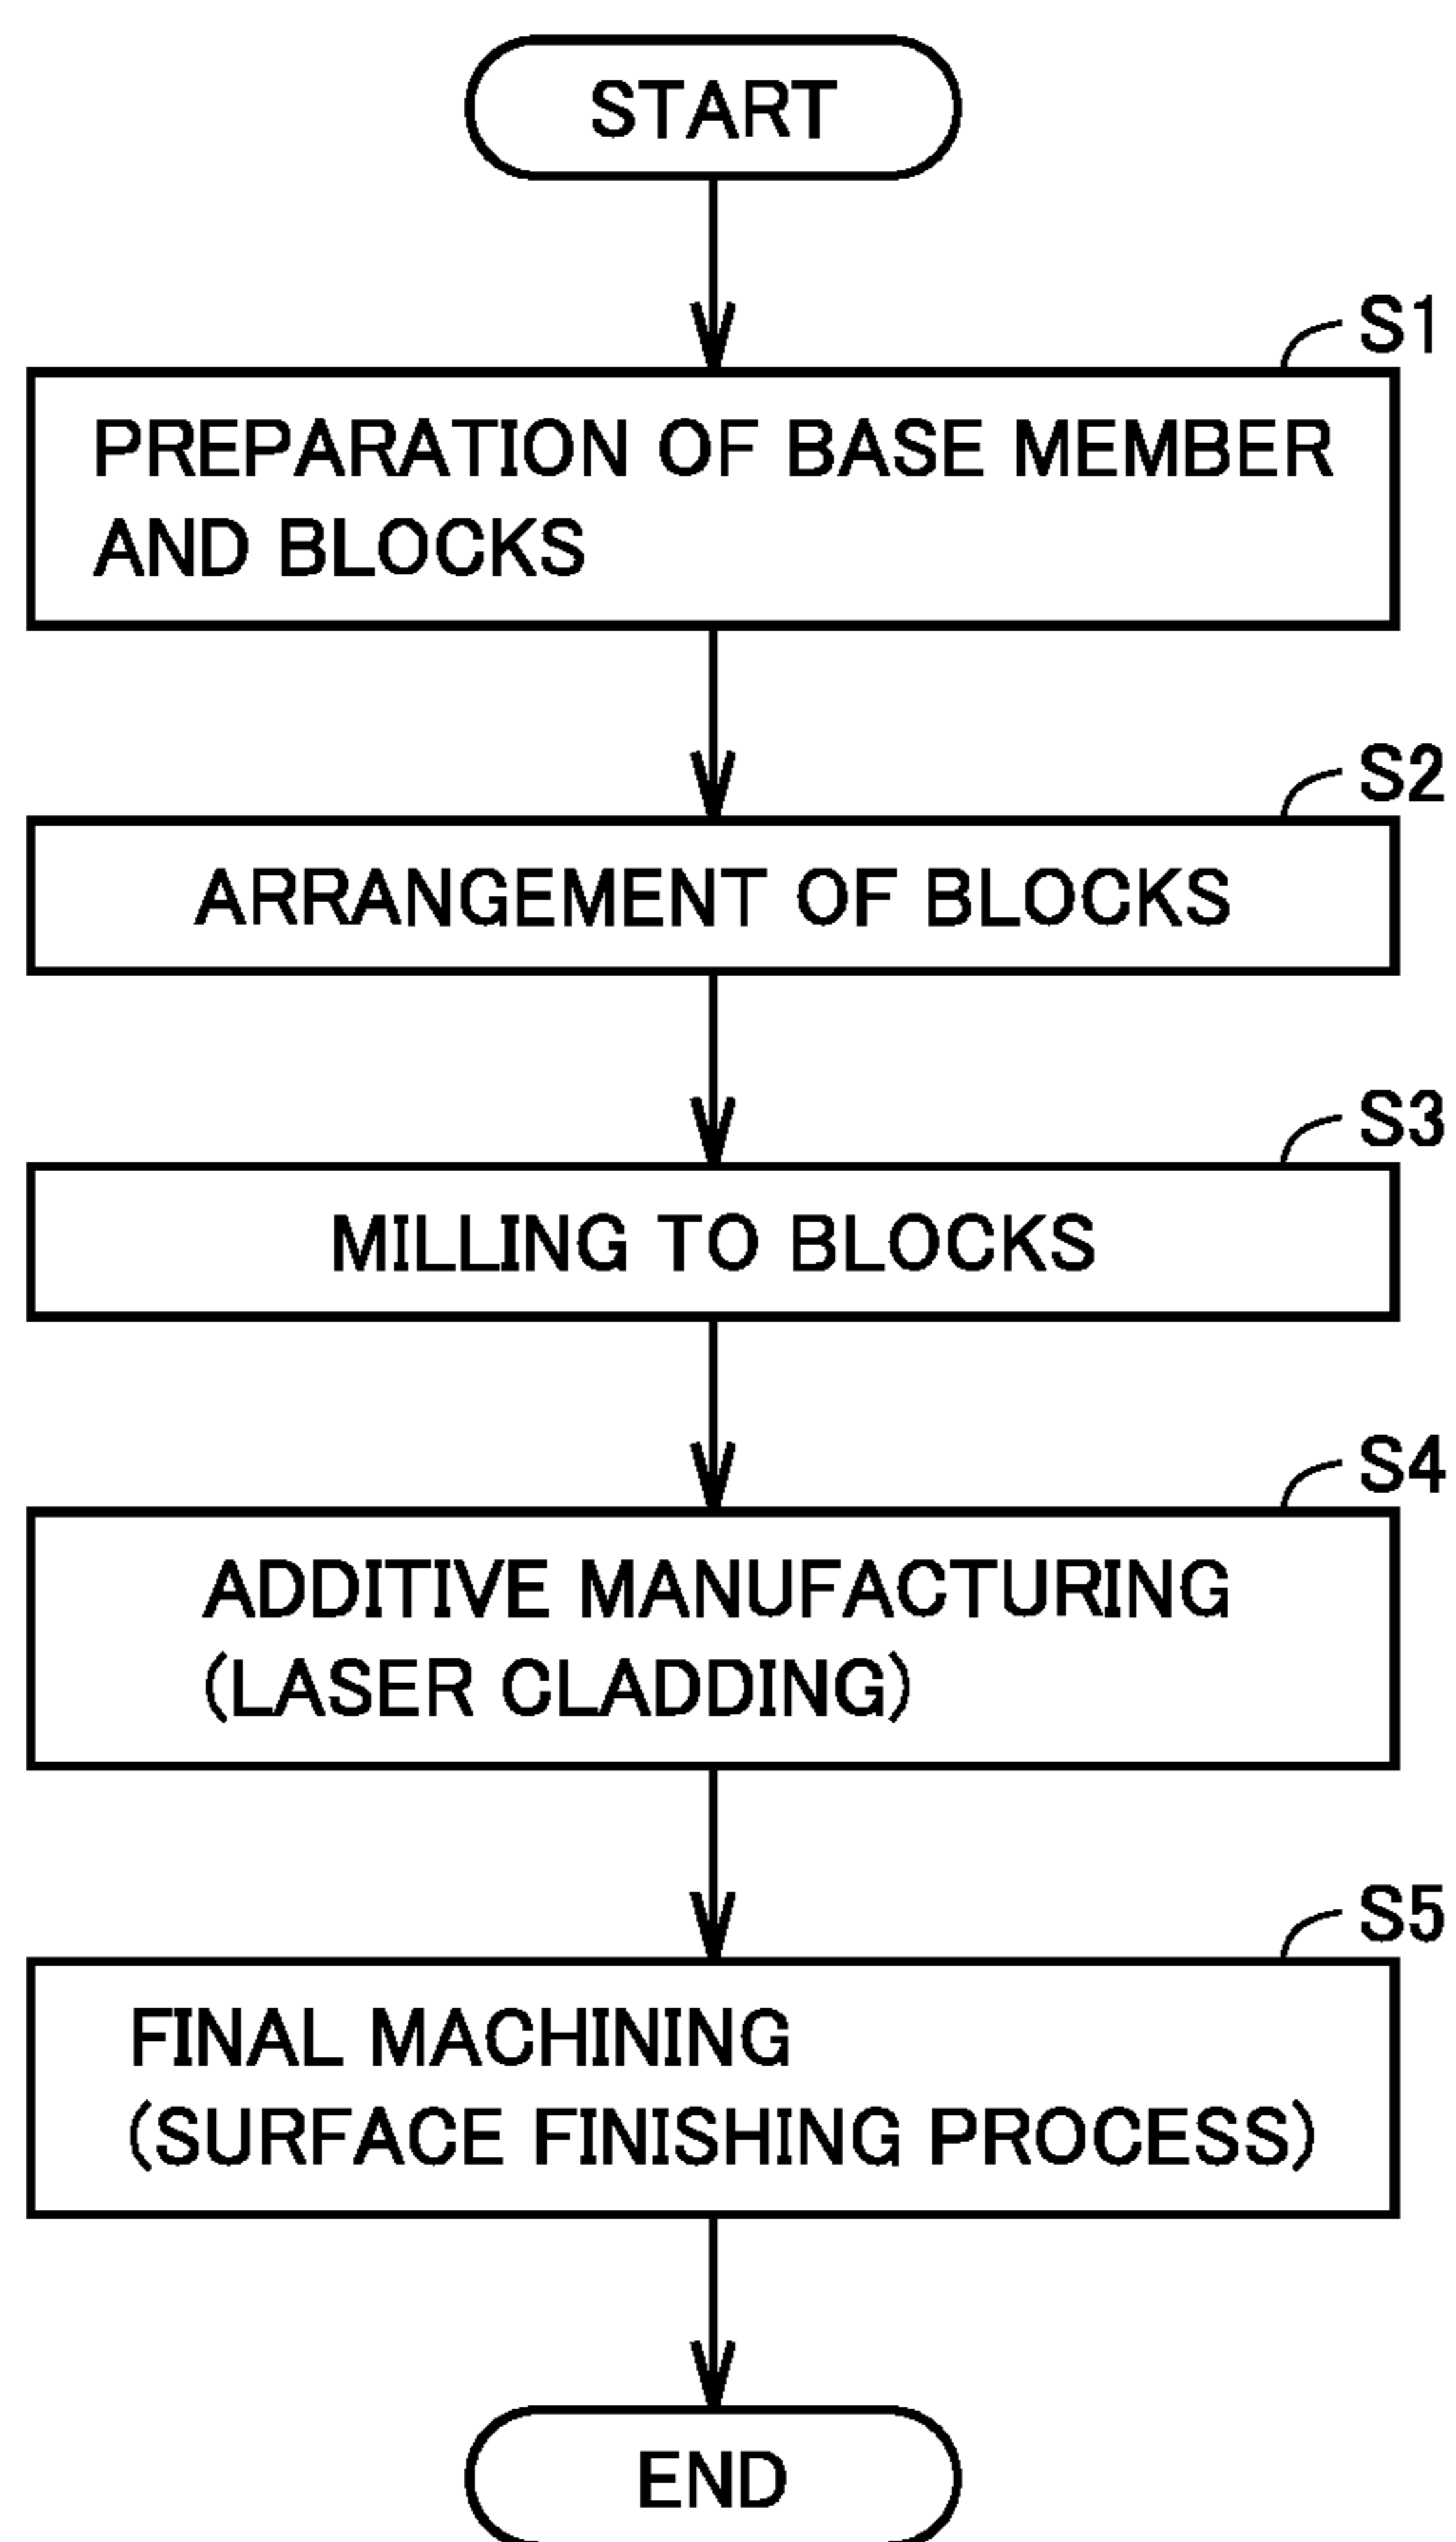 START
S1
PREPARATION OF BASE MEMBER
AND BLOCKS
S2
ARRANGEMENT OF BLOCKS
S3
MILLING TO BLOCKS
S4
ADDITIVE MANUFACTURING
(LASER CLADDING)
S5
FINAL MACHINING
(SURFACE FINISHING PROCESS)
END